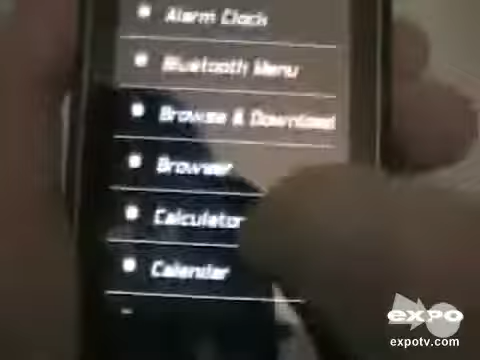 Alarm Clock
Bluetooth Menu
Browse & Download
Browser
Calculator
Calendar
expo
expotv.com